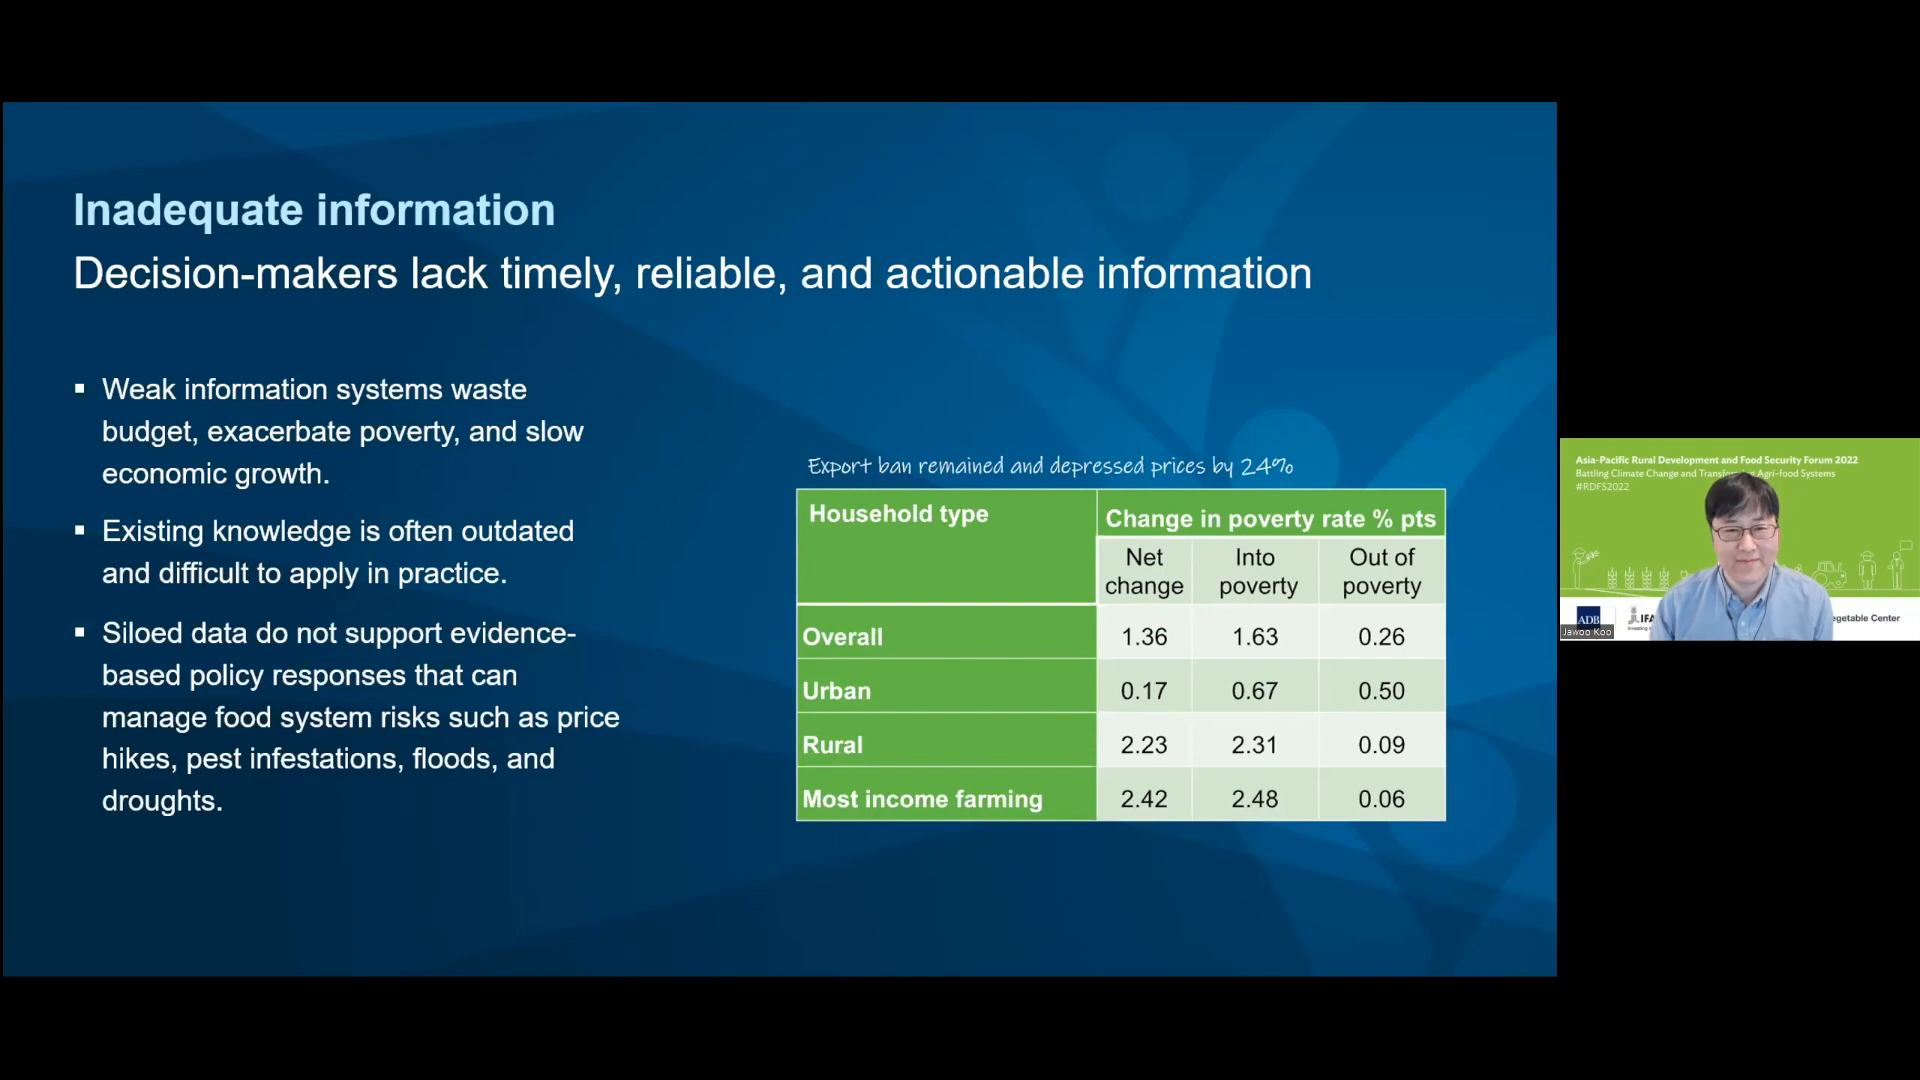 Inadequate information
Decision-makers lack timely, reliable, and actionable information
▪ Weak information systems waste
budget, exacerbate poverty, and slow
economic growth.
▪ Existing knowledge is often outdated
and difficult to apply in practice.
▪ Siloed data do not support evidence-
based policy responses that can
manage food system risks such as price
hikes, pest infestations, floods, and
droughts.
Export ban remained and depressed prices by 24%
Household type Change in poverty rate % pts
Net change Into poverty Out of poverty
Overall 1.36 1.63 0.26
Urban 0.17 0.67 0.50
Rural 2.23 2.31 0.09
Most income farming 2.42 2.48 0.06
Asia-Pacific Rural Development and Food Security Forum 2022
Battling Climate Change and Agri-food Systems
#RDFS2022
ADB
Center
Jawoo Koo